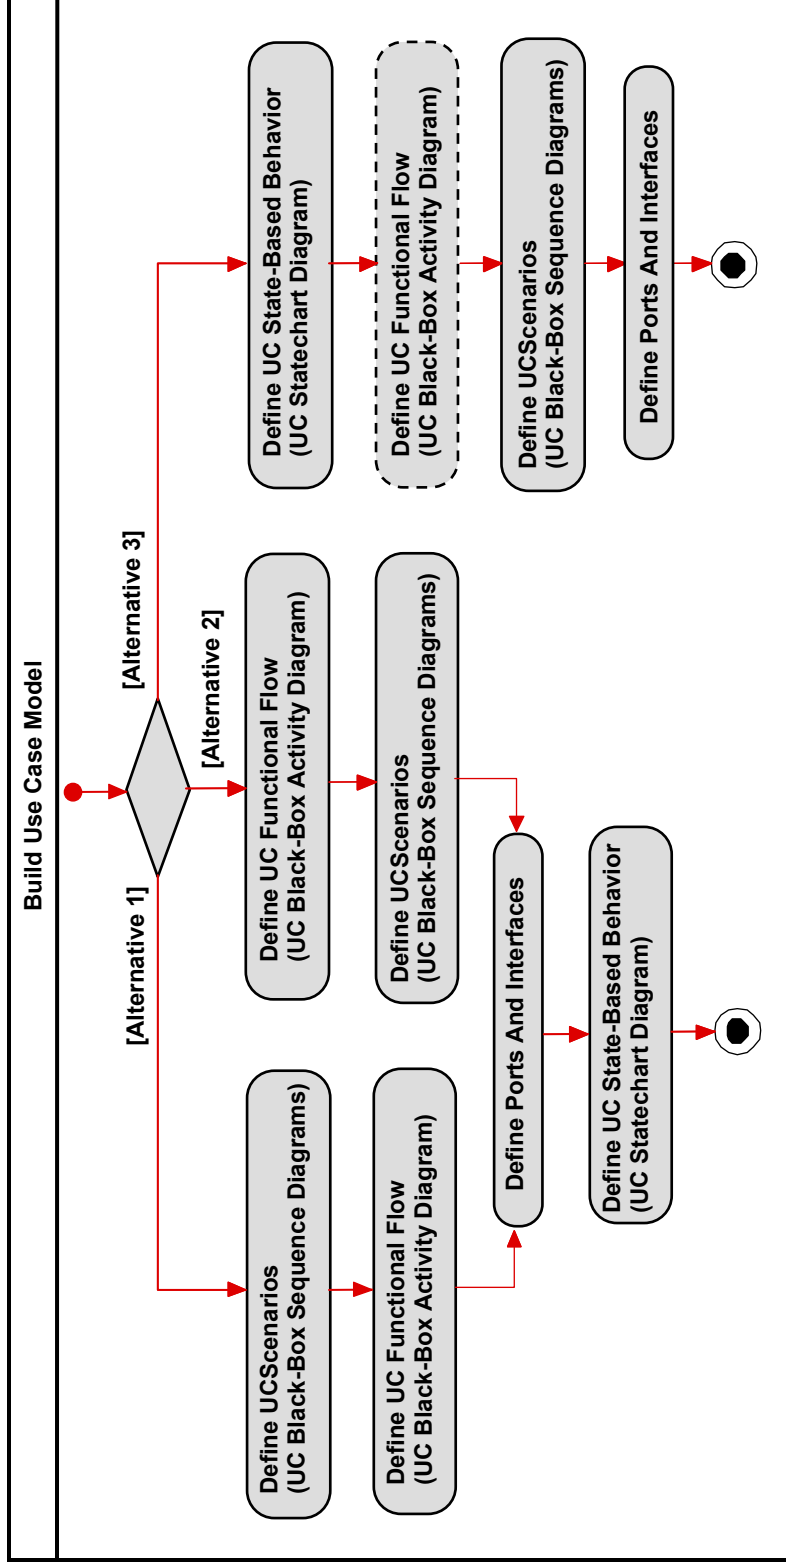 Build Use Case Model
[Alternative 1]
[Alternative 2]
[Alternative 3]
Define UCScenarios
(UC Black-Box Sequence Diagrams)
Define UC Functional Flow
(UC Black-Box Activity Diagram)
Define UC Functional Flow
(UC Black-Box Activity Diagram)
Define UCScenarios
(UC Black-Box Sequence Diagrams)
Define Ports And Interfaces
Define UC State-Based Behavior
(UC Statechart Diagram)
Define UC State-Based Behavior
(UC Statechart Diagram)
Define UC Functional Flow
(UC Black-Box Activity Diagram)
Define UCScenarios
(UC Black-Box Sequence Diagrams)
Define Ports And Interfaces